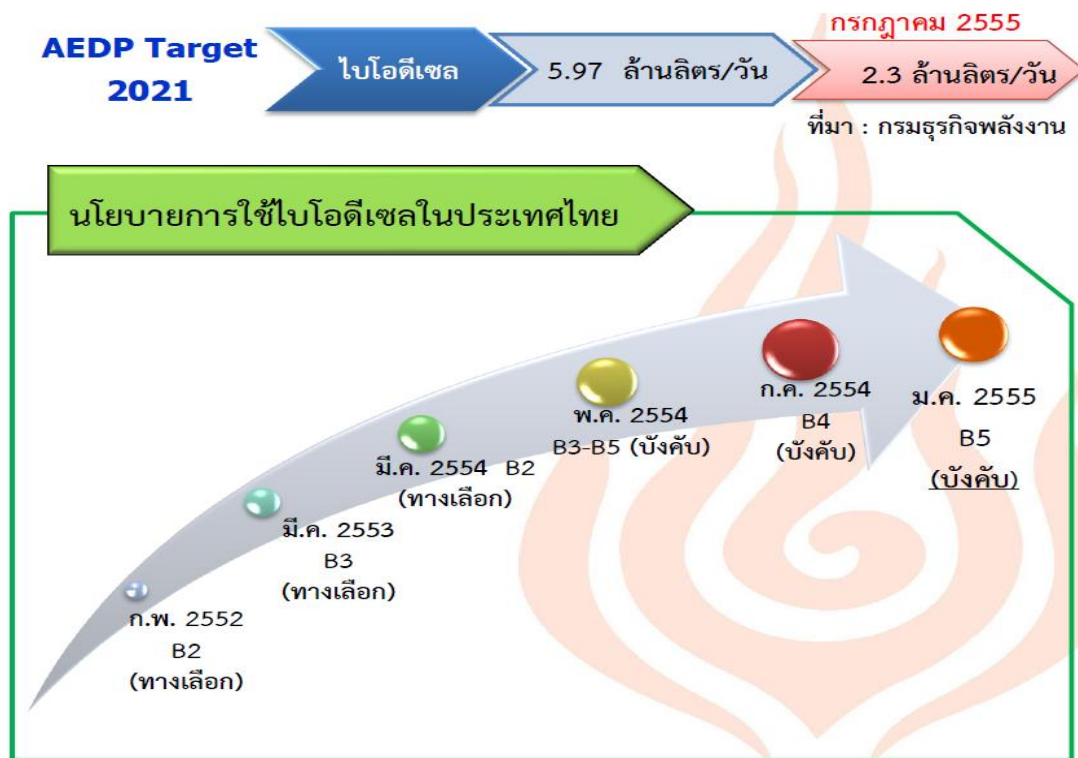 AEDP Target
2021
ไบโอดีเซล
5.97 ล้านลิตร/วัน
กรกฎาคม 2555
2.3 ล้านลิตร/วัน
ที่มา : กรมธุรกิจพลังงาน
นโยบายการใช้ไบโอดีเซลในประเทศไทย
ก.พ. 2552
B2
(ทางเลือก)
มี.ค. 2553
B3
(ทางเลือก)
มี.ค. 2554 B2
(ทางเลือก)
พ.ค. 2554
B3-B5 (บังคับ)
ก.ค. 2554
B4
(บังคับ)
ม.ค. 2555
B5
(บังคับ)